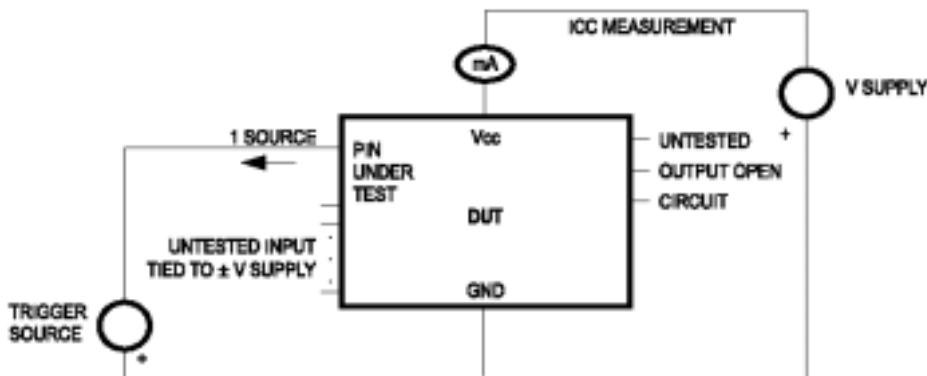 ICC MEASUREMENT
mA
V SUPPLY
+
1 SOURCE
Vcc
PIN
UNDER
TEST
UNTESTED
OUTPUT OPEN
CIRCUIT
DUT
UNTESTED INPUT
TIED TO ± V SUPPLY
GND
TRIGGER
SOURCE
+